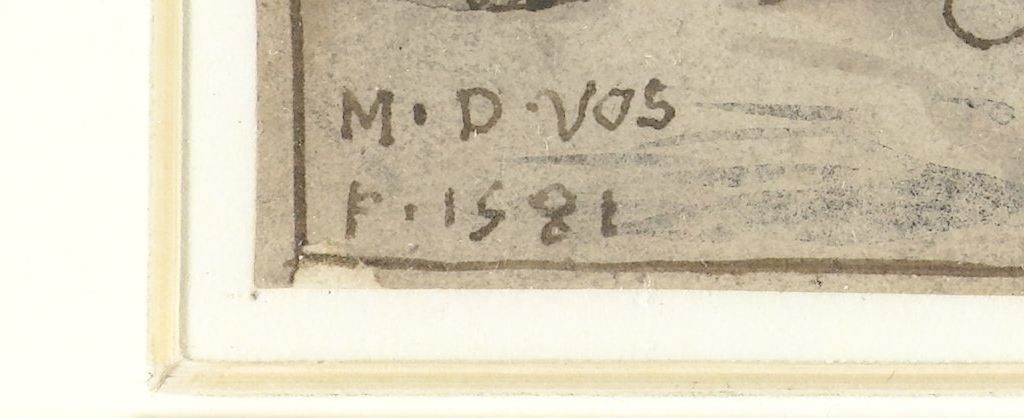 M. D. VOS
F. 1581